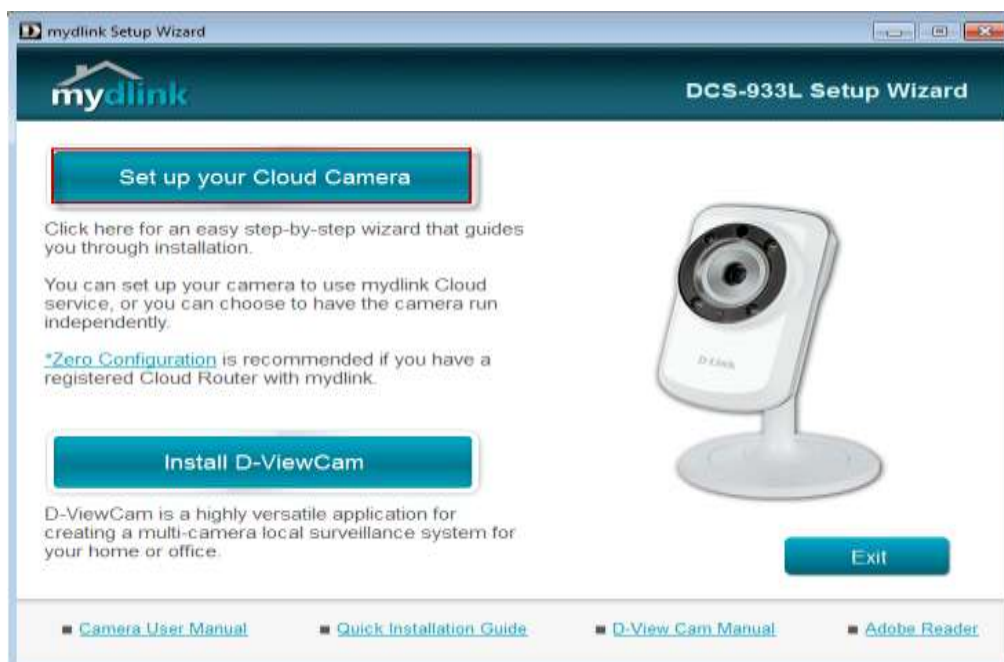 mydlink Setup Wizard
mydlink
DCS-933L Setup Wizard
Set up your Cloud Camera
Click here for an easy step-by-step wizard that guides
you through installation.
You can set up your camera to use mydlink Cloud
service, or you can choose to have the camera run
independently.
*Zero Configuration is recommended if you have a
registered Cloud Router with mydlink.
D-Link
Install D-ViewCam
D-ViewCam is a highly versatile application for
creating a multi-camera local surveillance system for
your home or office.
Exit
Camera User Manual
Quick Installation Guide
D-View Cam Manual
Adobe Reader